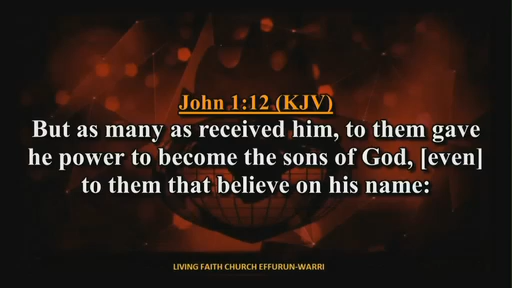 John 1:12 (KJV)
But as many as received him, to them gave
he power to become the sons of God, [even]
to them that believe on his name:
LIVING FAITH CHURCH EFFURUN-WARRI